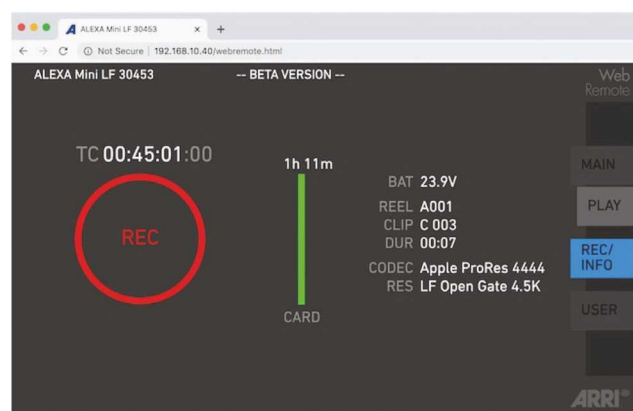 ALEXA Mini LF 30453
Not Secure | 192.168.10.40/webremote.html
ALEXA Mini LF 30453
-- BETA VERSION --
Web
Remote
TC 00:45:01:00
REC
1h 11m
CARD
BAT 23.9V
REEL A001
CLIP C 003
DUR 00:07
CODEC Apple ProRes 4444
RES LF Open Gate 4.5K
MAIN
PLAY
REC/
INFO
USER
ARRI